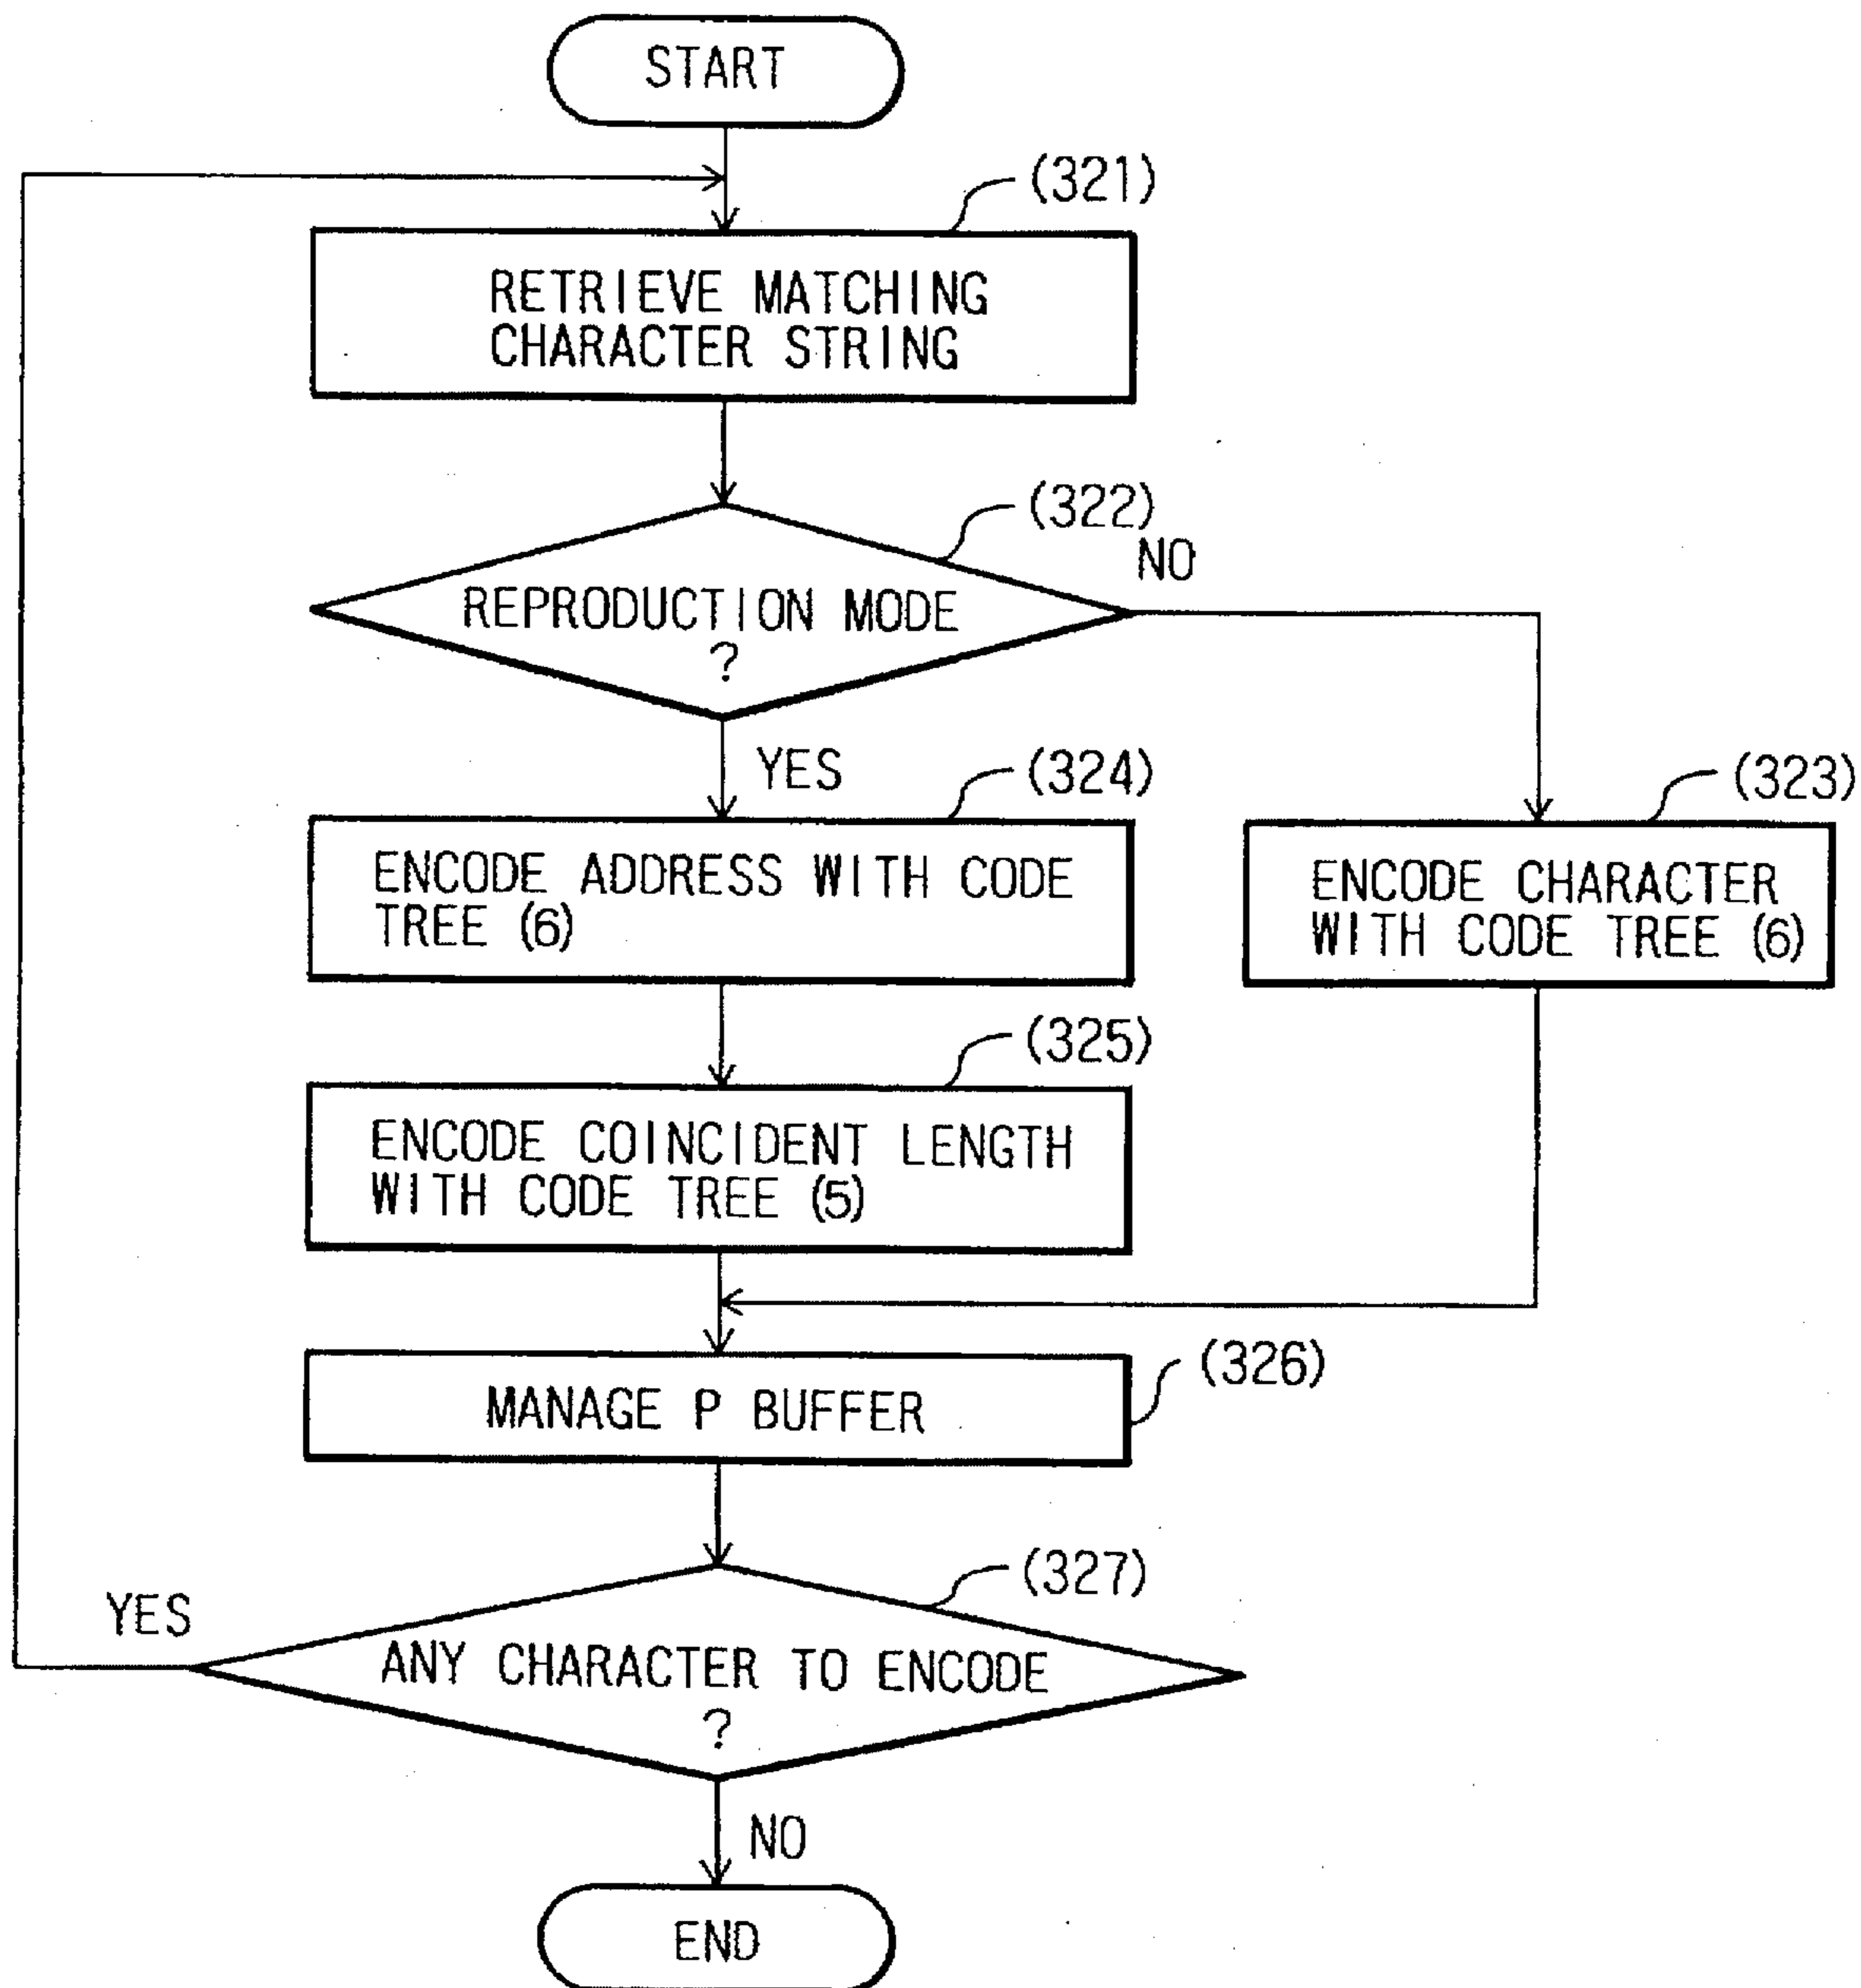 START
(321)
RETRIEVE MATCHING
CHARACTER STRING
(322)
NO
REPRODUCTION MODE
?
YES
(324)
(323)
ENCODE ADDRESS WITH CODE
TREE (6)
ENCODE CHARACTER
WITH CODE TREE (6)
(325)
ENCODE COINCIDENT LENGTH
WITH CODE TREE (5)
(326)
MANAGE P BUFFER
(327)
YES
ANY CHARACTER TO ENCODE
?
NO
END